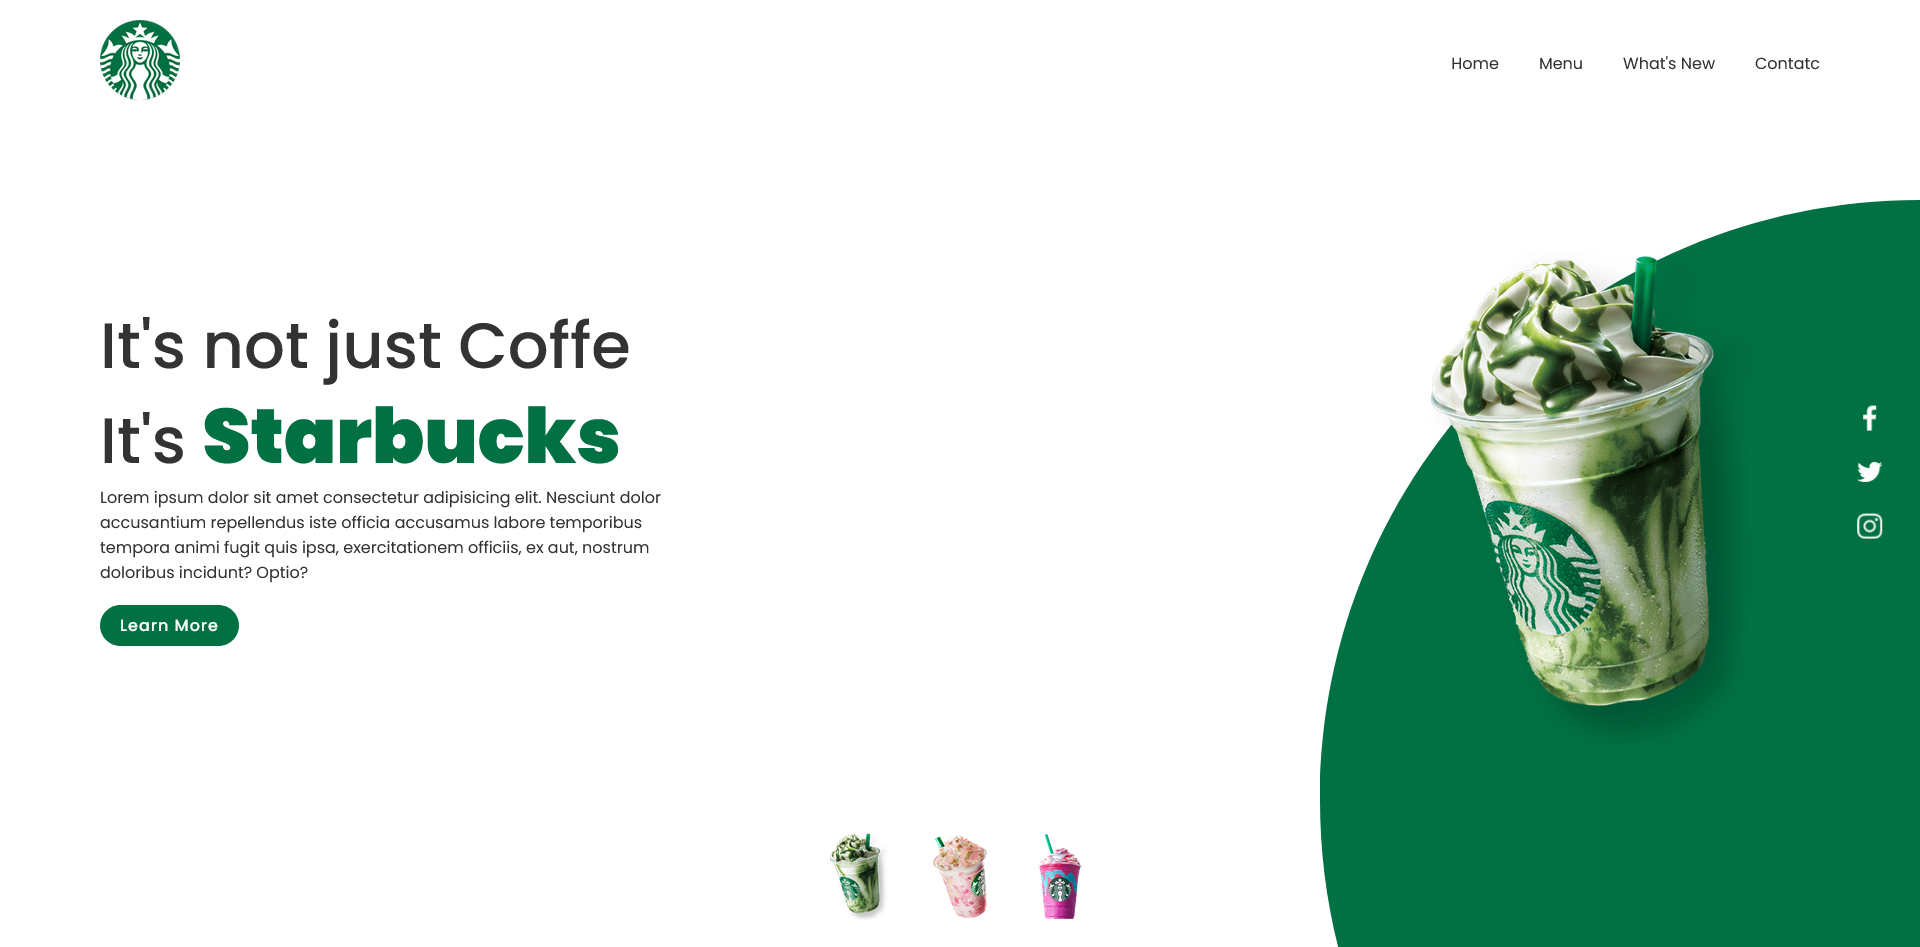 Home Menu What's New Contatc
It's not just Coffe
It's Starbucks
Lorem ipsum dolor sit amet consectetur adipisicing elit. Nesciunt dolor
accusantium repellendus iste officia accusamus labore temporibus
tempora animi fugit quis ipsa, exercitationem officiis, ex aut, nostrum
doloribus incidunt? Optio?
Learn More
TM